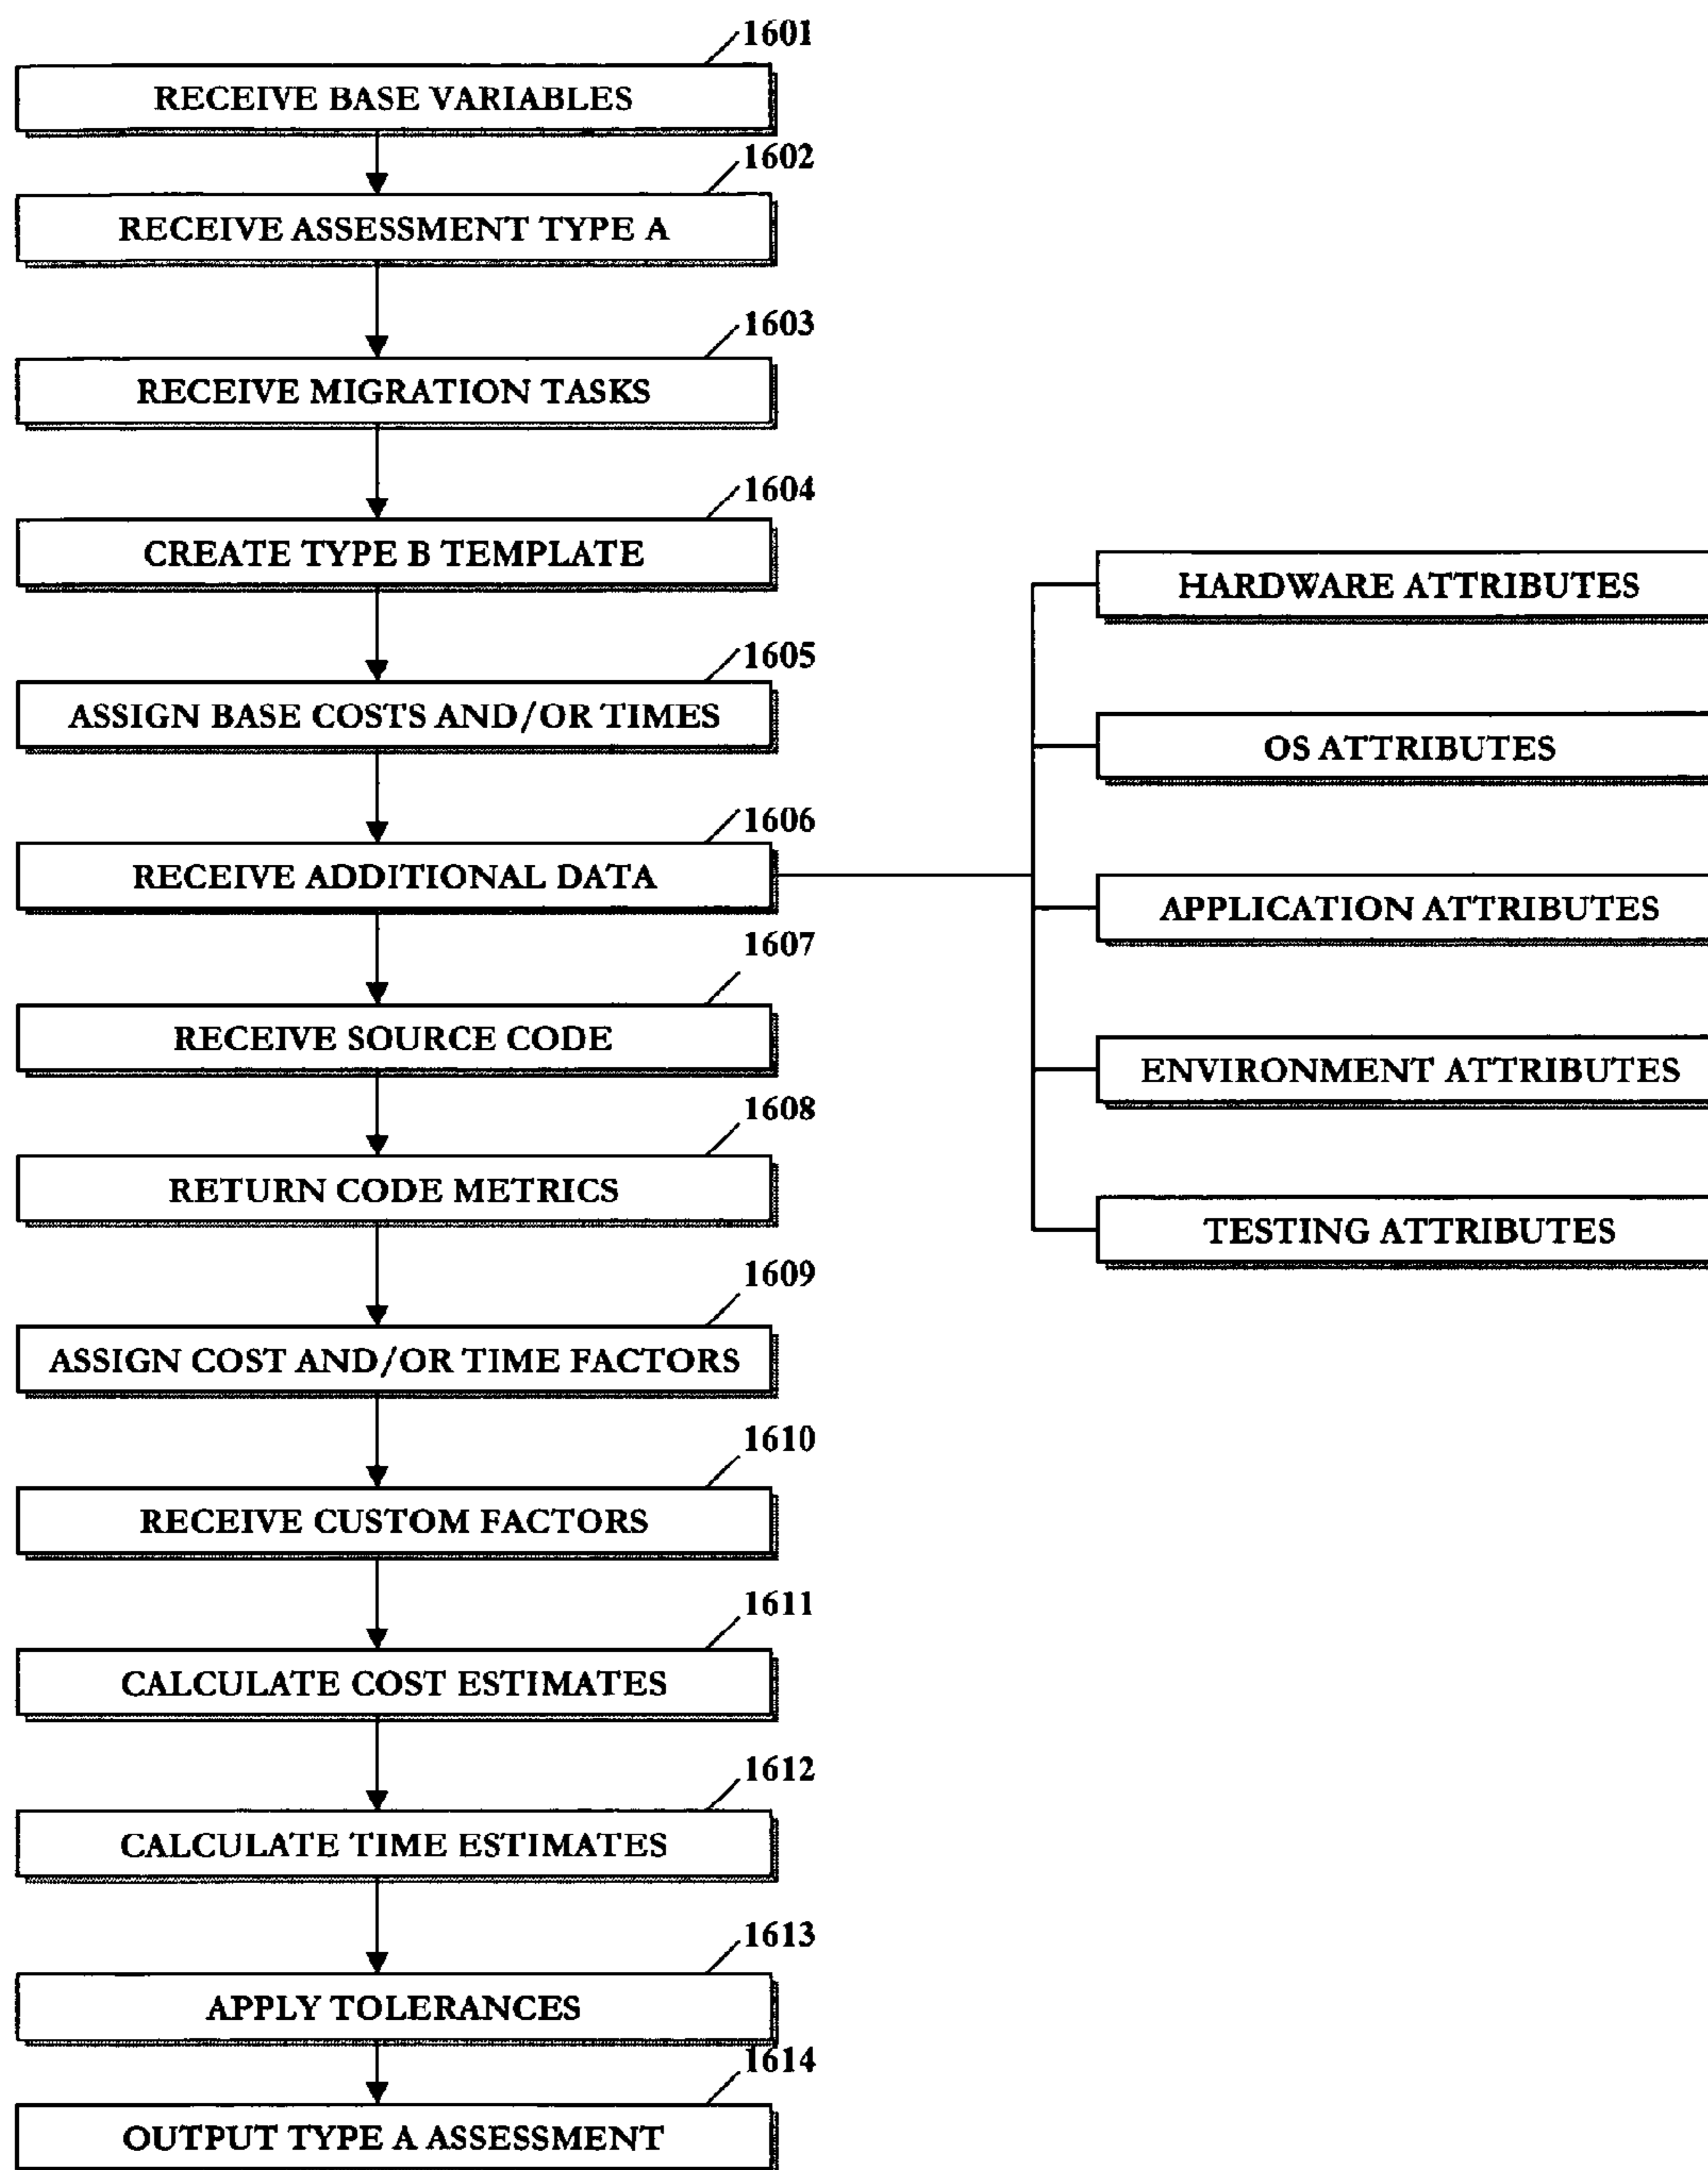 1601
RECEIVE BASE VARIABLES
1602
RECEIVE ASSESSMENT TYPE A
1603
RECEIVE MIGRATION TASKS
1604
CREATE TYPE B TEMPLATE
1605
ASSIGN BASE COSTS AND/OR TIMES
1606
RECEIVE ADDITIONAL DATA
HARDWARE ATTRIBUTES
OS ATTRIBUTES
APPLICATION ATTRIBUTES
ENVIRONMENT ATTRIBUTES
TESTING ATTRIBUTES
1607
RECEIVE SOURCE CODE
1608
RETURN CODE METRICS
1609
ASSIGN COST AND/OR TIME FACTORS
1610
RECEIVE CUSTOM FACTORS
1611
CALCULATE COST ESTIMATES
1612
CALCULATE TIME ESTIMATES
1613
APPLY TOLERANCES
1614
OUTPUT TYPE A ASSESSMENT